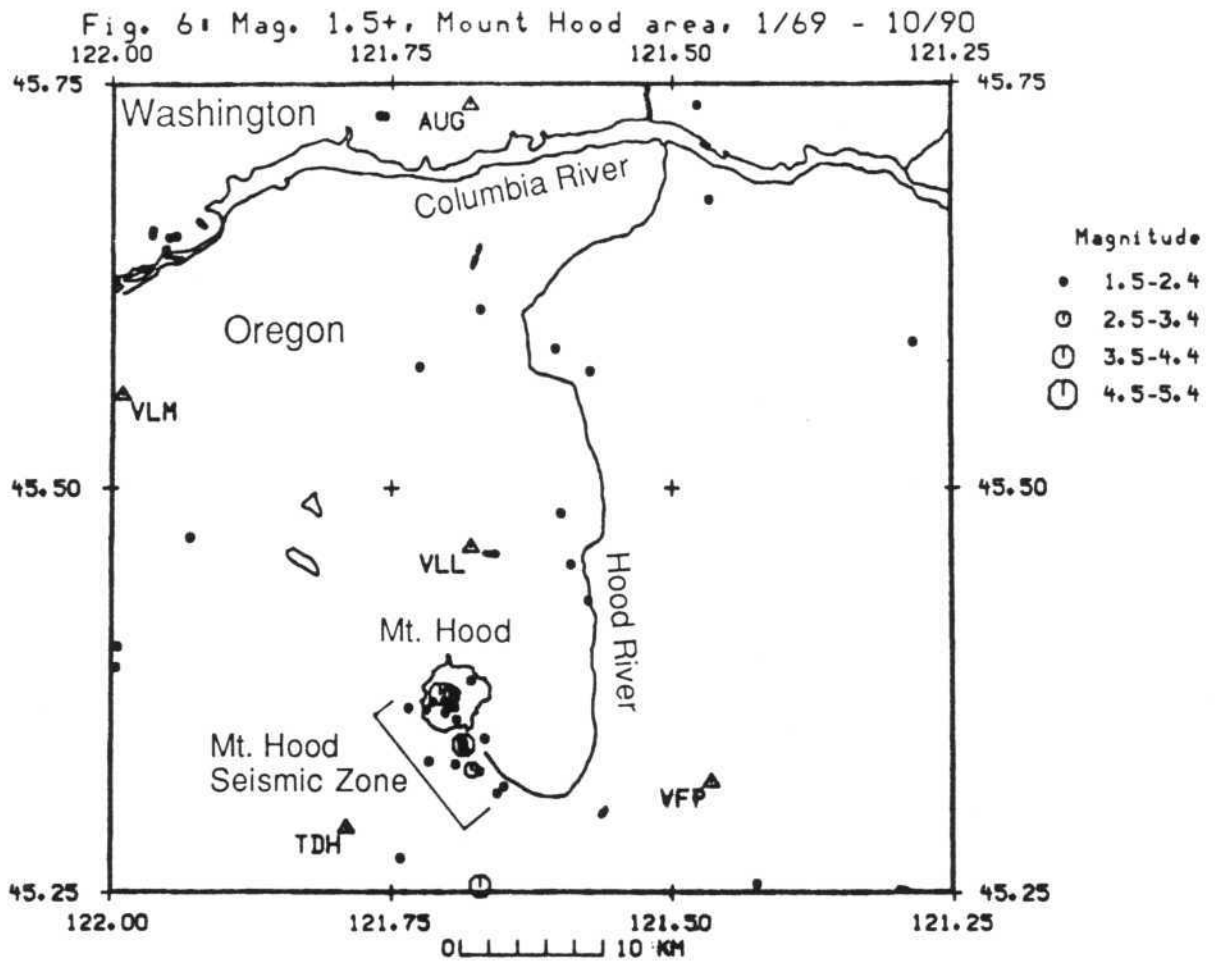 Fig. 6: Mag. 1.5+, Mount Hood area, 1/69 - 10/90
122.00 121.75 121.50 121.25
45.75 45.75
Washington
AUG
Columbia River
Magnitude
1.5-2.4
2.5-3.4
3.5-4.4
4.5-5.4
Oregon
VLM
45.50 45.50
VLL
Hood River
Mt. Hood
Mt. Hood
Seismic Zone
VFP
TDH
45.25 45.25
122.00 121.75 121.50 121.25
0 10 KM